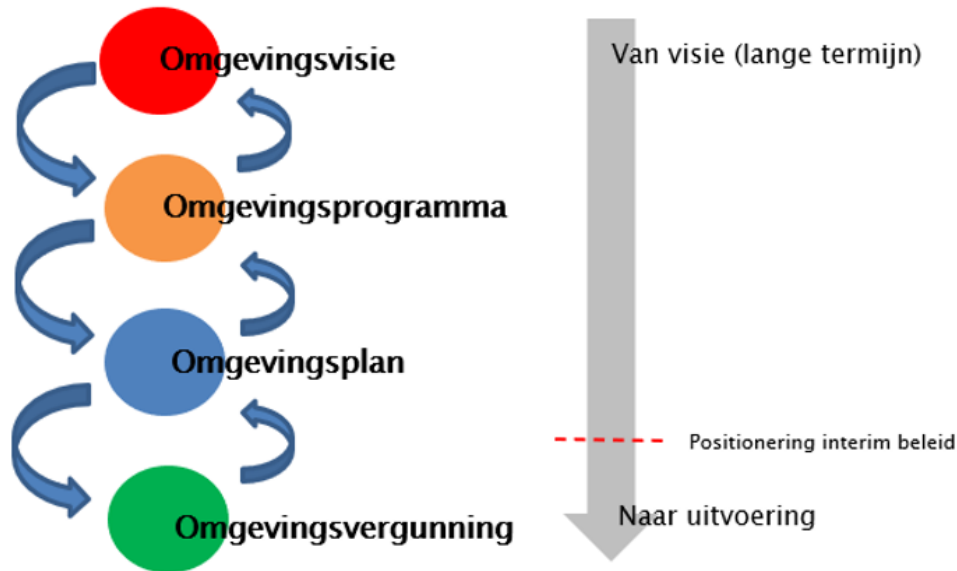 Omgevingsvisie
Van visie (lange termijn)
Omgevingsprogramma
Omgevingsplan
Positionering interim beleid
Naar uitvoering
Omgevingsvergunning